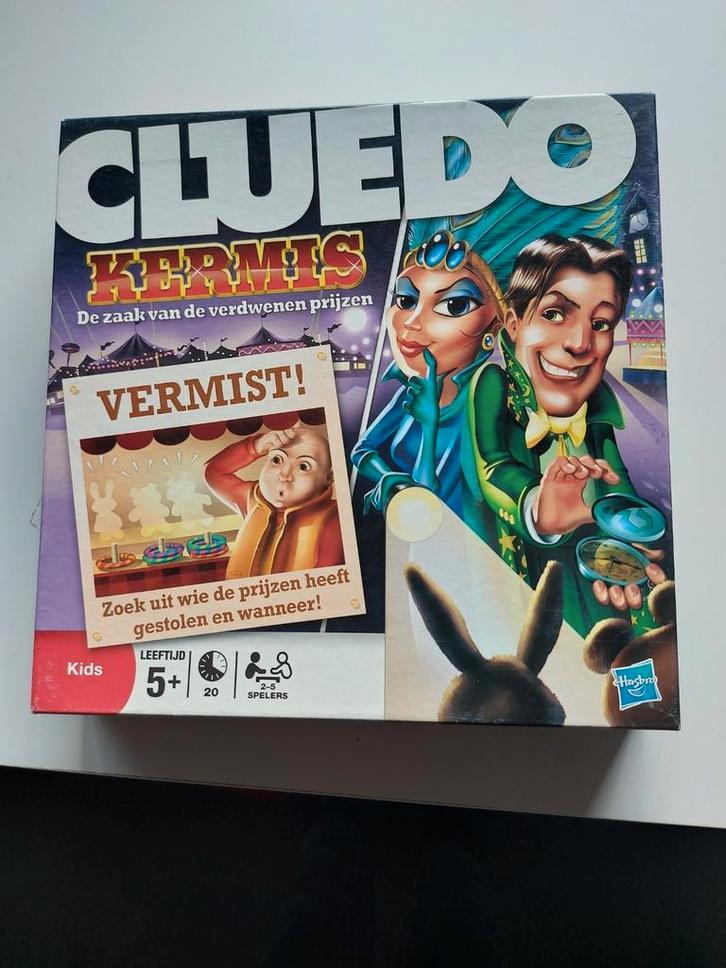 CLUEDO
KERMIS
De zaak van de verdwenen prijzen
VERMIST!
Zoek uit wie de prijzen heeft
gestolen en wanneer!
Kids
LEEFTIJD
5+
20
2-5
SPELERS
Hasbro